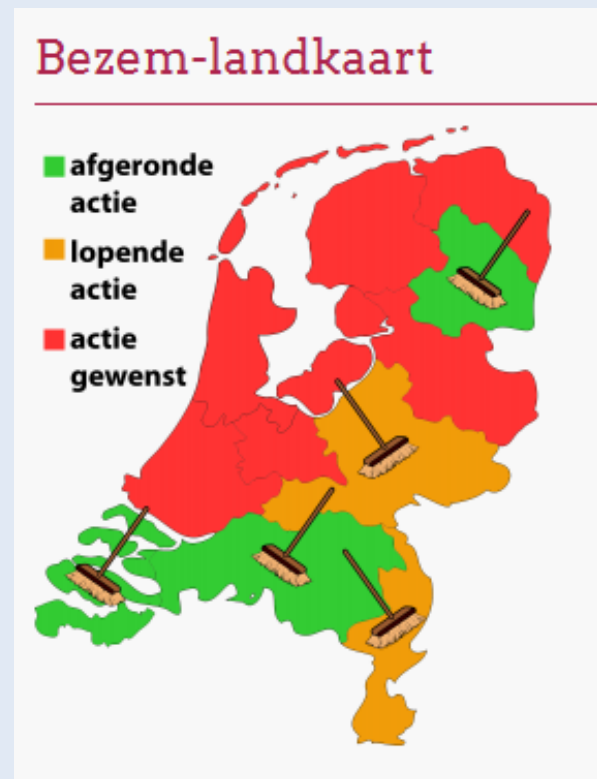 Bezem-landkaart
afgeronde
actie
lopende
actie
actie
gewenst